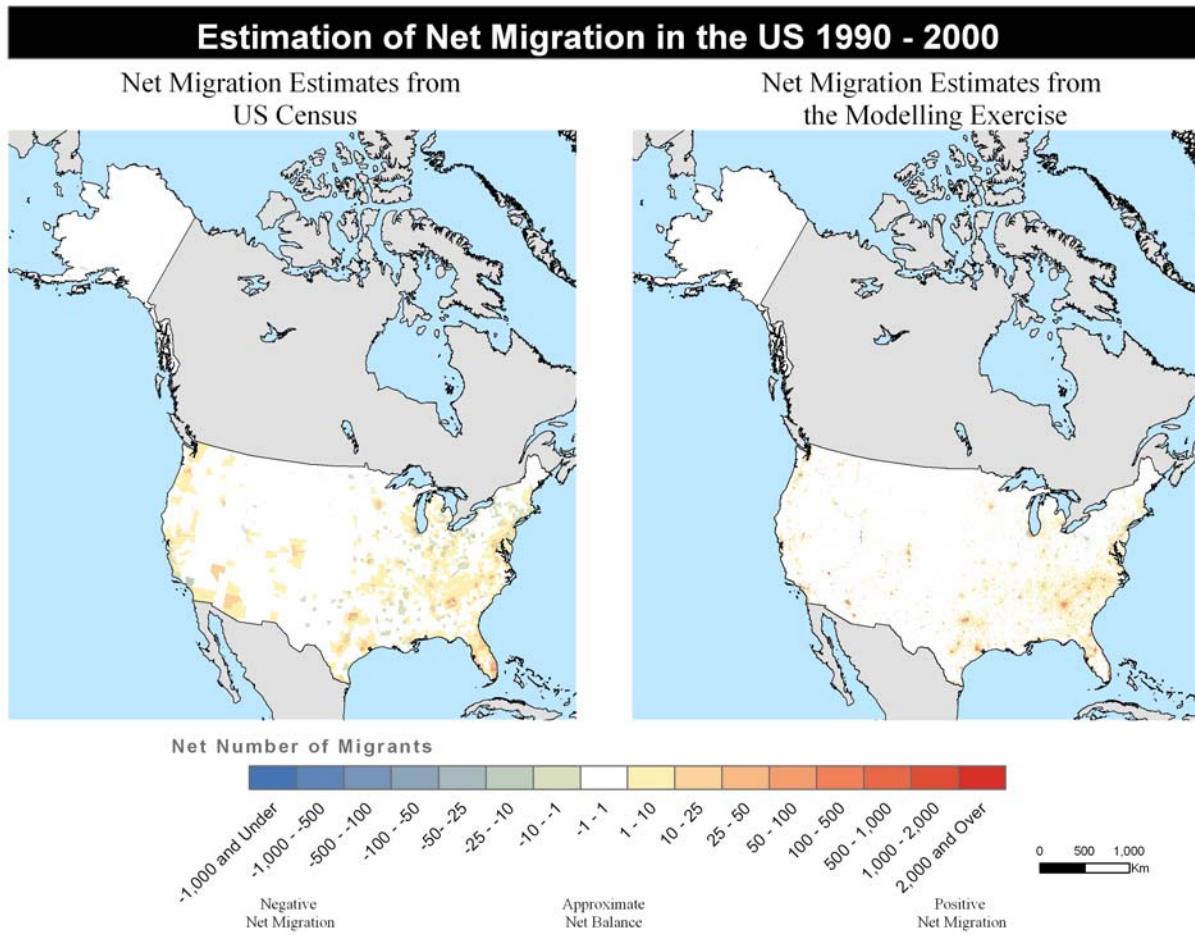 Estimation of Net Migration in the US 1990 - 2000
Net Migration Estimates from
US Census
Net Migration Estimates from
the Modelling Exercise
Net Number of Migrants
-1,000 and Under
-1,000 - -500
-500 - -100
-100 - -50
-50 - -25
-25 - -10
-10 - -1
-1 - 1
1 - 10
10 - 25
25 - 50
50 - 100
100 - 500
500 - 1,000
1,000 - 2,000
2,000 and Over
0 500 1,000
Km
Negative
Net Migration
Approximate
Net Balance
Positive
Net Migration